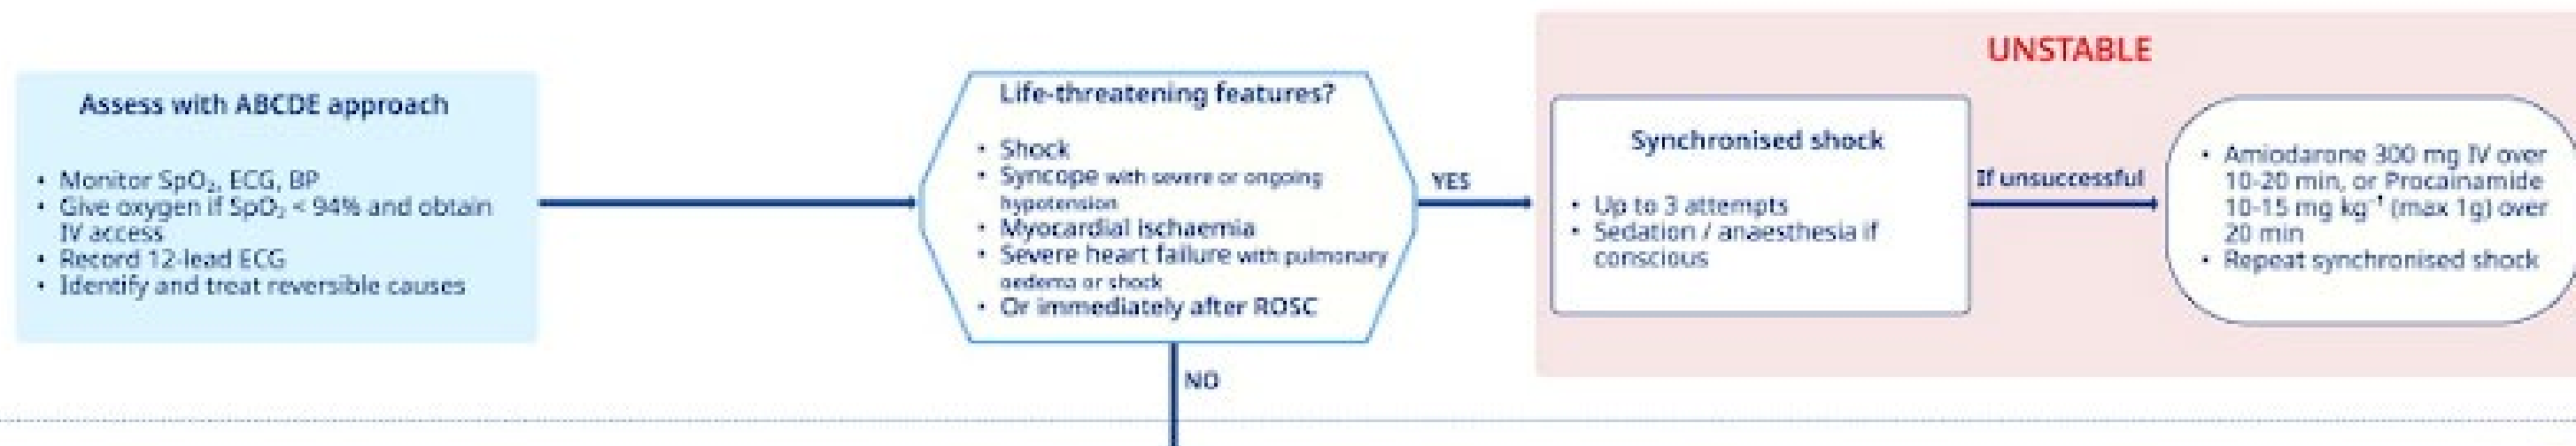 Assess with ABCDE approach
• Monitor SpO₂, ECG, BP
• Give oxygen if SpO₂ < 94% and obtain
IV access
• Record 12-lead ECG
• Identify and treat reversible causes
Life-threatening features?
• Shock
• Syncope with severe or ongoing
hypotension
• Myocardial ischaemia
• Severe heart failure with pulmonary
oedema or shock
• Or immediately after ROSC
YES
NO
UNSTABLE
Synchronised shock
• Up to 3 attempts
• Sedation / anaesthesia if
conscious
If unsuccessful
• Amiodarone 300 mg IV over
10-20 min, or Procainamide
10-15 mg kg⁻¹ (max 1g) over
20 min
• Repeat synchronised shock